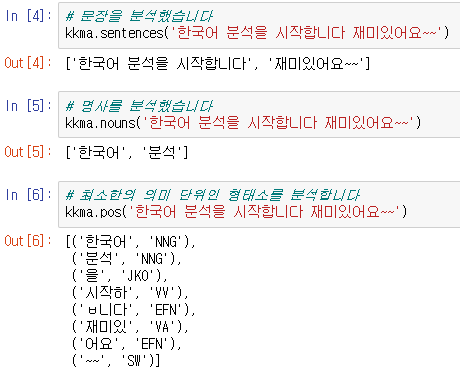 In [4]: # 문장을 분석했습니다
kkma.sentences('한국어 분석을 시작합니다 재미있어요~~')
Out[4]: ['한국어 분석을 시작합니다', '재미있어요~~']
In [5]: # 명사를 분석했습니다
kkma.nouns('한국어 분석을 시작합니다 재미있어요~~')
Out[5]: ['한국어', '분석']
In [6]: # 최소한의 의미 단위인 형태소를 분석합니다
kkma.pos('한국어 분석을 시작합니다 재미있어요~~')
Out[6]: [('한국어', 'NNG'),
('분석', 'NNG'),
('을', 'JKO'),
('시작하', 'VV'),
('ㅂ니다', 'EFN'),
('재미있', 'VA'),
('어요', 'EFN'),
('~~', 'SW')]